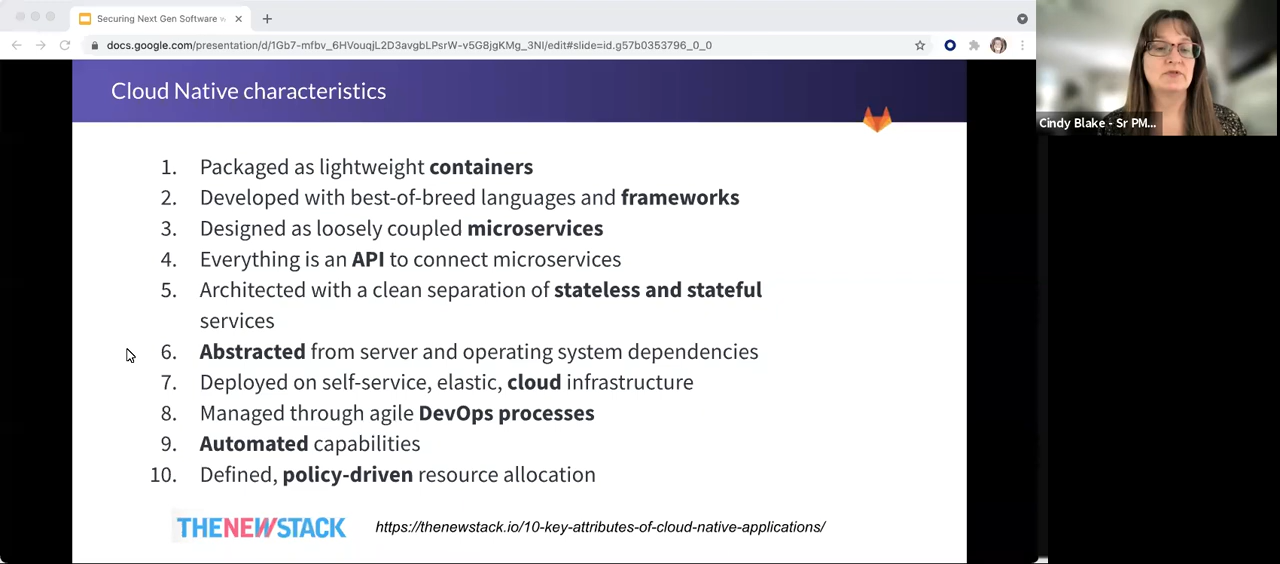 Securing Next Gen Software w
docs.google.com/presentation/d/1Gb7-mfbv_6HVouqjL2D3avgbLPsrW-v5G8jgKMg_3NI/edit#slide=id.g57b0353796_0_0
Cindy Blake - Sr PM...
Cloud Native characteristics
1. Packaged as lightweight containers
2. Developed with best-of-breed languages and frameworks
3. Designed as loosely coupled microservices
4. Everything is an API to connect microservices
5. Architected with a clean separation of stateless and stateful
services
6. Abstracted from server and operating system dependencies
7. Deployed on self-service, elastic, cloud infrastructure
8. Managed through agile DevOps processes
9. Automated capabilities
10. Defined, policy-driven resource allocation
THENEWSTACK
https://thenewstack.io/10-key-attributes-of-cloud-native-applications/